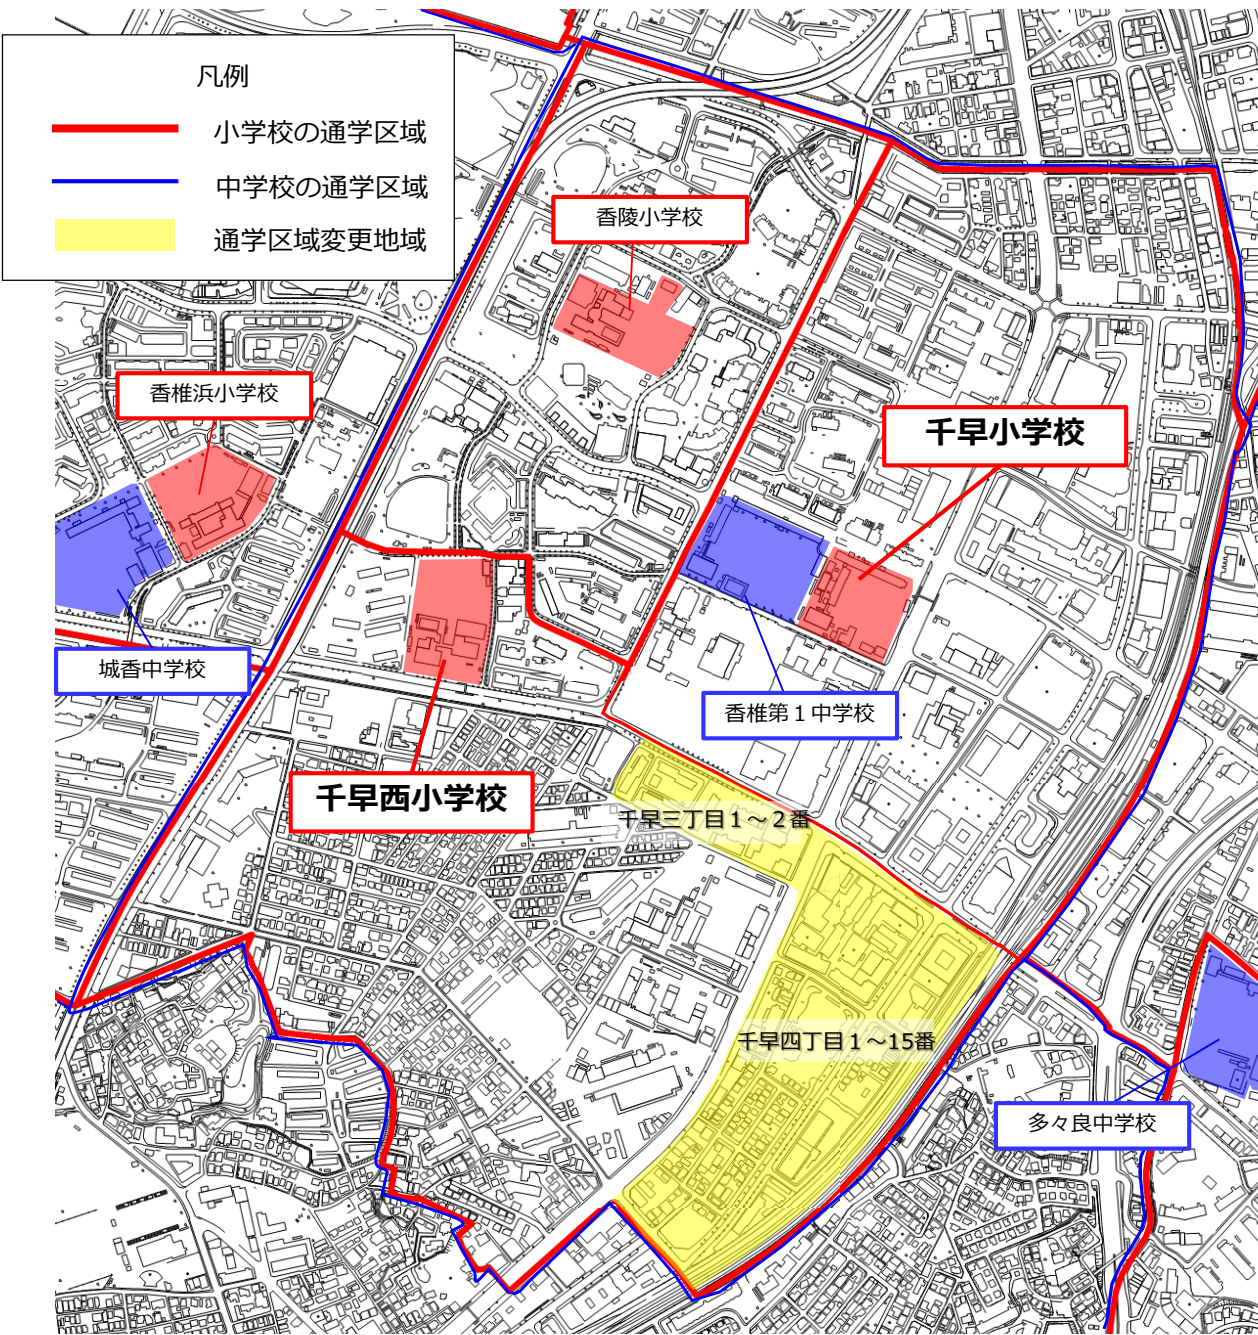 凡例
小学校の通学区域
中学校の通学区域
通学区域変更地域
香陵小学校
香椎浜小学校
千早小学校
城香中学校
香椎第1中学校
千早西小学校
千早三丁目1～2番
千早四丁目1～15番
多々良中学校